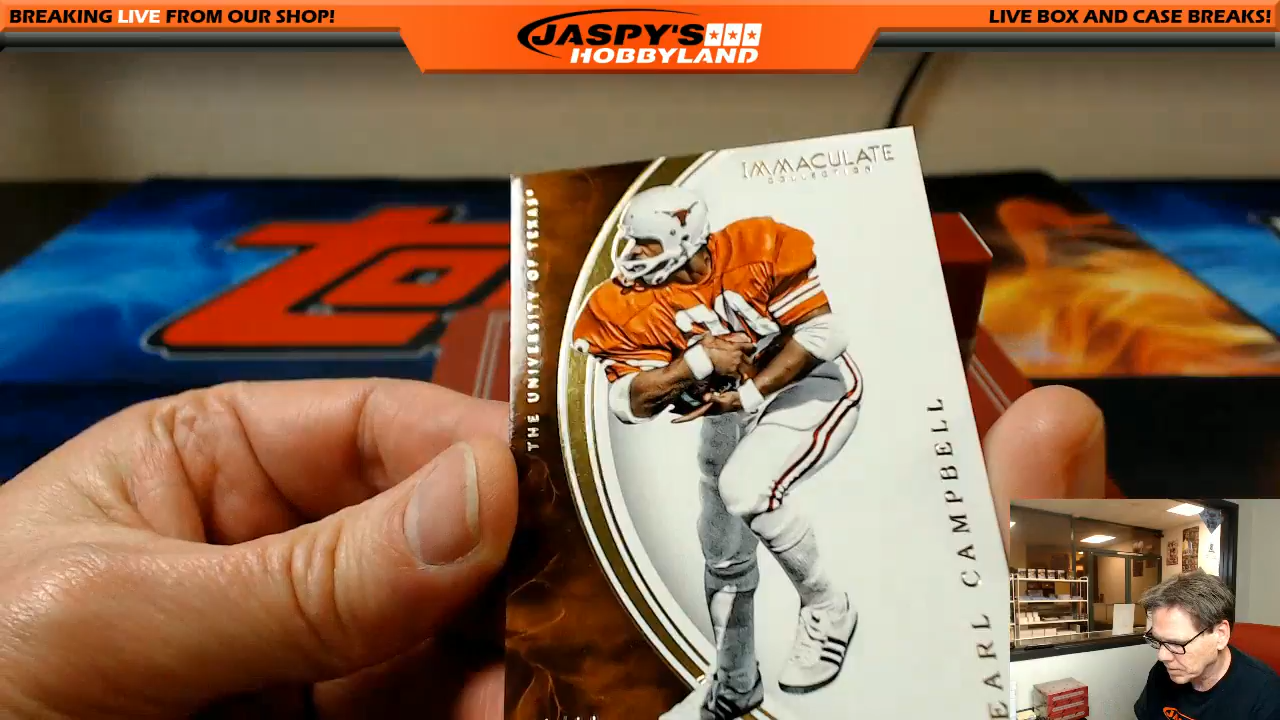 BREAKING LIVE FROM OUR SHOP!
JASPY'S
HOBBYLAND
LIVE BOX AND CASE BREAKS!
IMMACULATE
COLLECTION
THE UNIVERSITY OF TEXAS®
EARL CAMPBELL